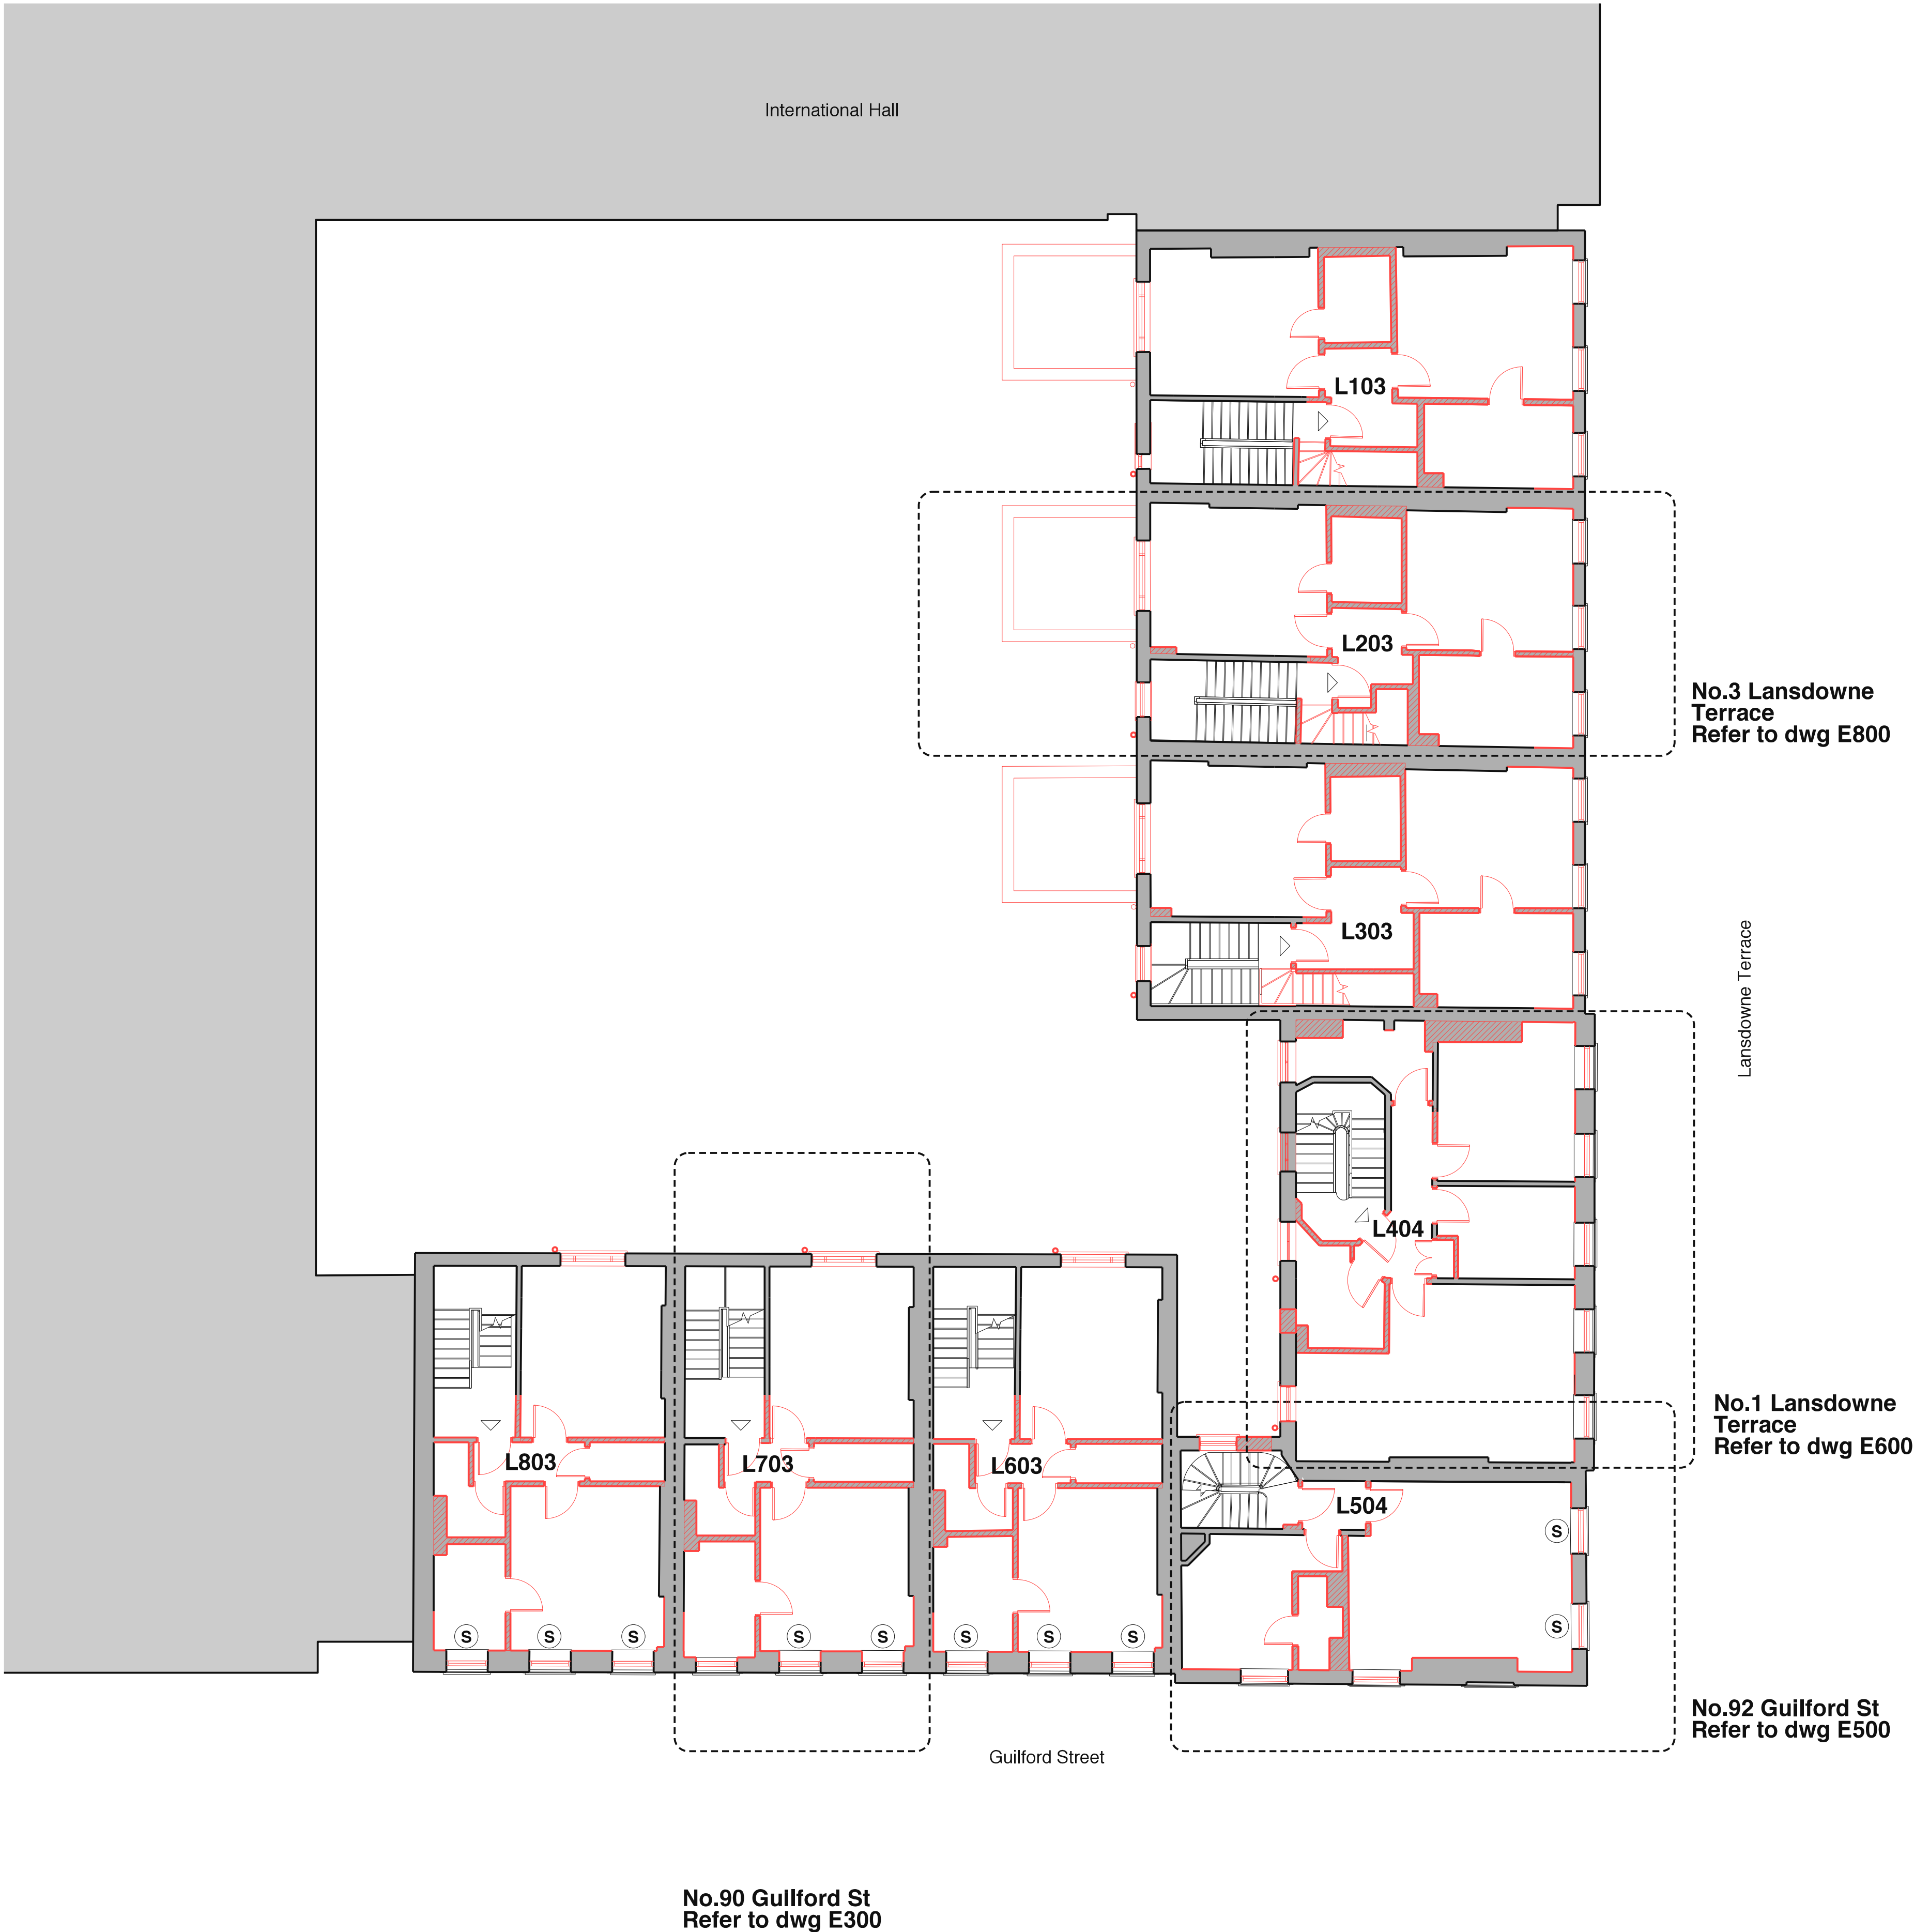 International Hall
L103
L203
No.3 Lansdowne
Terrace
Refer to dwg E800
L303
Lansdowne Terrace
L404
No.1 Lansdowne
Terrace
Refer to dwg E600
L803
L703
L603
L504
S
S
S S S S S S S S
No.92 Guilford St
Refer to dwg E500
Guilford Street
No.90 Guilford St
Refer to dwg E300